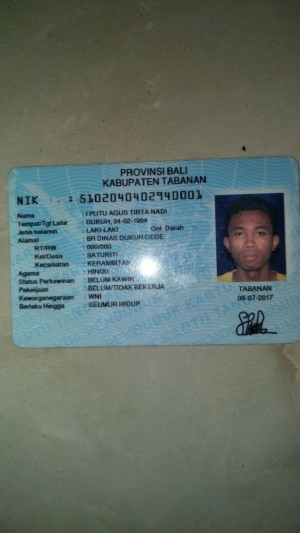 PROVINSI BALI
KABUPATEN TABANAN
NIK : 5102040402940001
Nama : I PUTU AGUS TIRTA NADI
Tempat/Tgl Lahir : DUKUH, 04-02-1994
Jenis kelamin : LAKI-LAKI Gol. Darah :
Alamat : BR DINAS DUKUH GEDE
RT/RW : 000/000
Kel/Desa : BATURITI
Kecamatan : KERAMBITAN
Agama : HINDU
Status Perkawinan : BELUM KAWIN
Pekerjaan : BELUM/TIDAK BEKERJA
Kewarganegaraan : WNI
Berlaku Hingga : SEUMUR HIDUP
TABANAN
08-07-2017